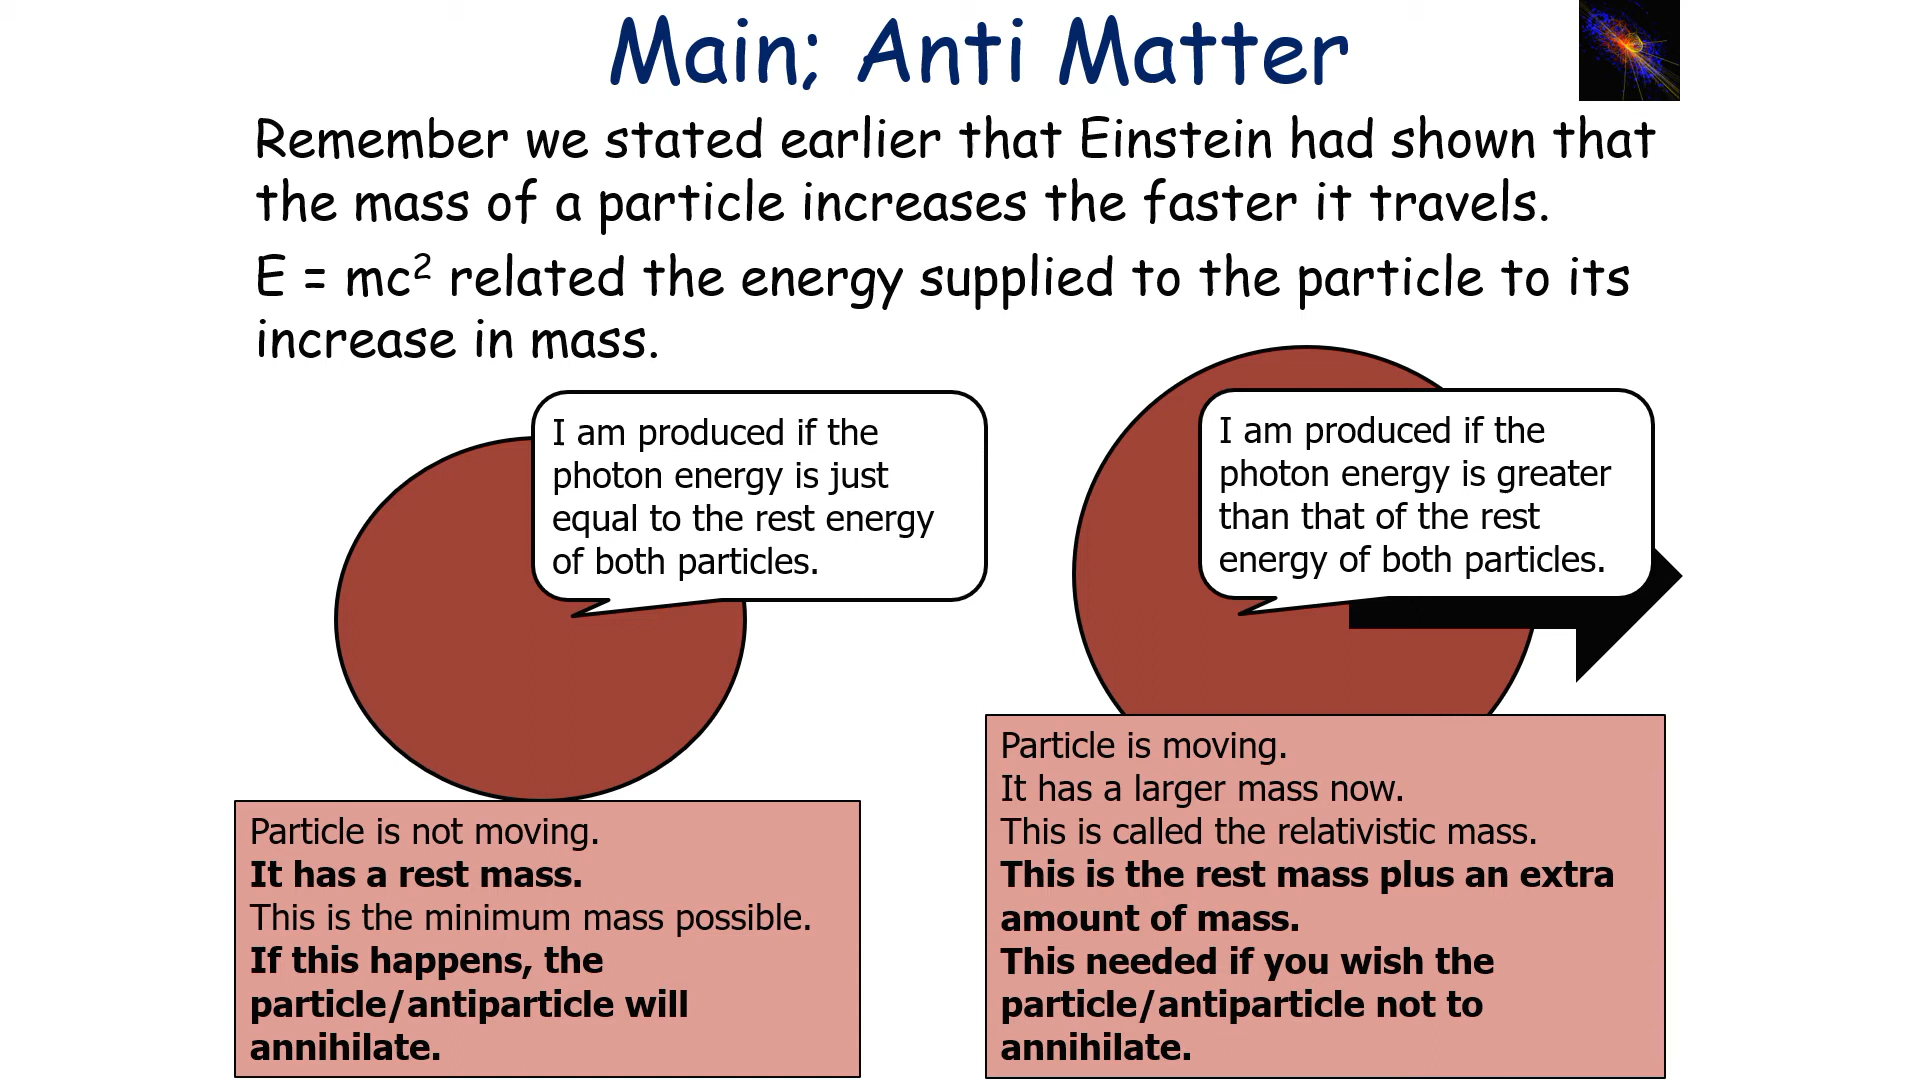 Main; Anti Matter
Remember we stated earlier that Einstein had shown that
the mass of a particle increases the faster it travels.
E = mc² related the energy supplied to the particle to its
increase in mass.
I am produced if the
photon energy is just
equal to the rest energy
of both particles.
I am produced if the
photon energy is greater
than that of the rest
energy of both particles.
Particle is not moving.
It has a rest mass.
This is the minimum mass possible.
If this happens, the
particle/antiparticle will
annihilate.
Particle is moving.
It has a larger mass now.
This is called the relativistic mass.
This is the rest mass plus an extra
amount of mass.
This needed if you wish the
particle/antiparticle not to
annihilate.